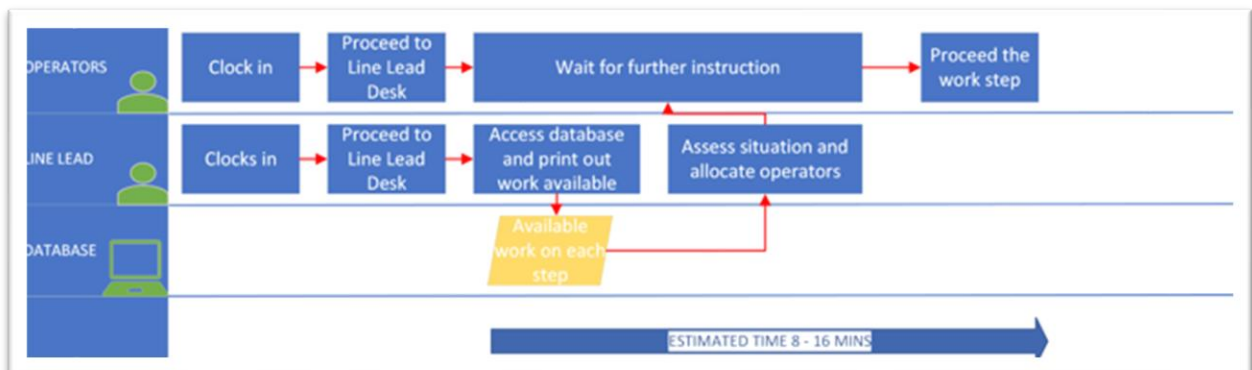 OPERATORS
Clock in
Proceed to
Line Lead
Desk
Wait for further instruction
Proceed the
work step
LINE LEAD
Clocks in
Proceed to
Line Lead
Desk
Access database
and print out
work available
Assess situation and
allocate operators
DATABASE
Available
work on each
step
ESTIMATED TIME 8 - 16 MINS